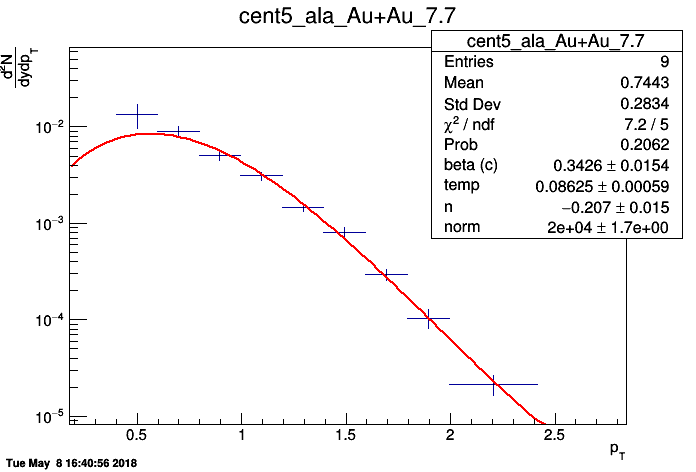 cent5_ala_Au+Au_7.7
cent5_ala_Au+Au_7.7
Entries 9
Mean 0.7443
Std Dev 0.2834
χ² / ndf 7.2 / 5
Prob 0.2062
beta (c) 0.3426 ± 0.0154
temp 0.08625 ± 0.00059
n −0.207 ± 0.015
norm 2e+04 ± 1.7e+00
d²N
dydp_T
10⁻²
10⁻³
10⁻⁴
10⁻⁵
0.5 1 1.5 2 2.5
p_T
Tue May 8 16:40:56 2018